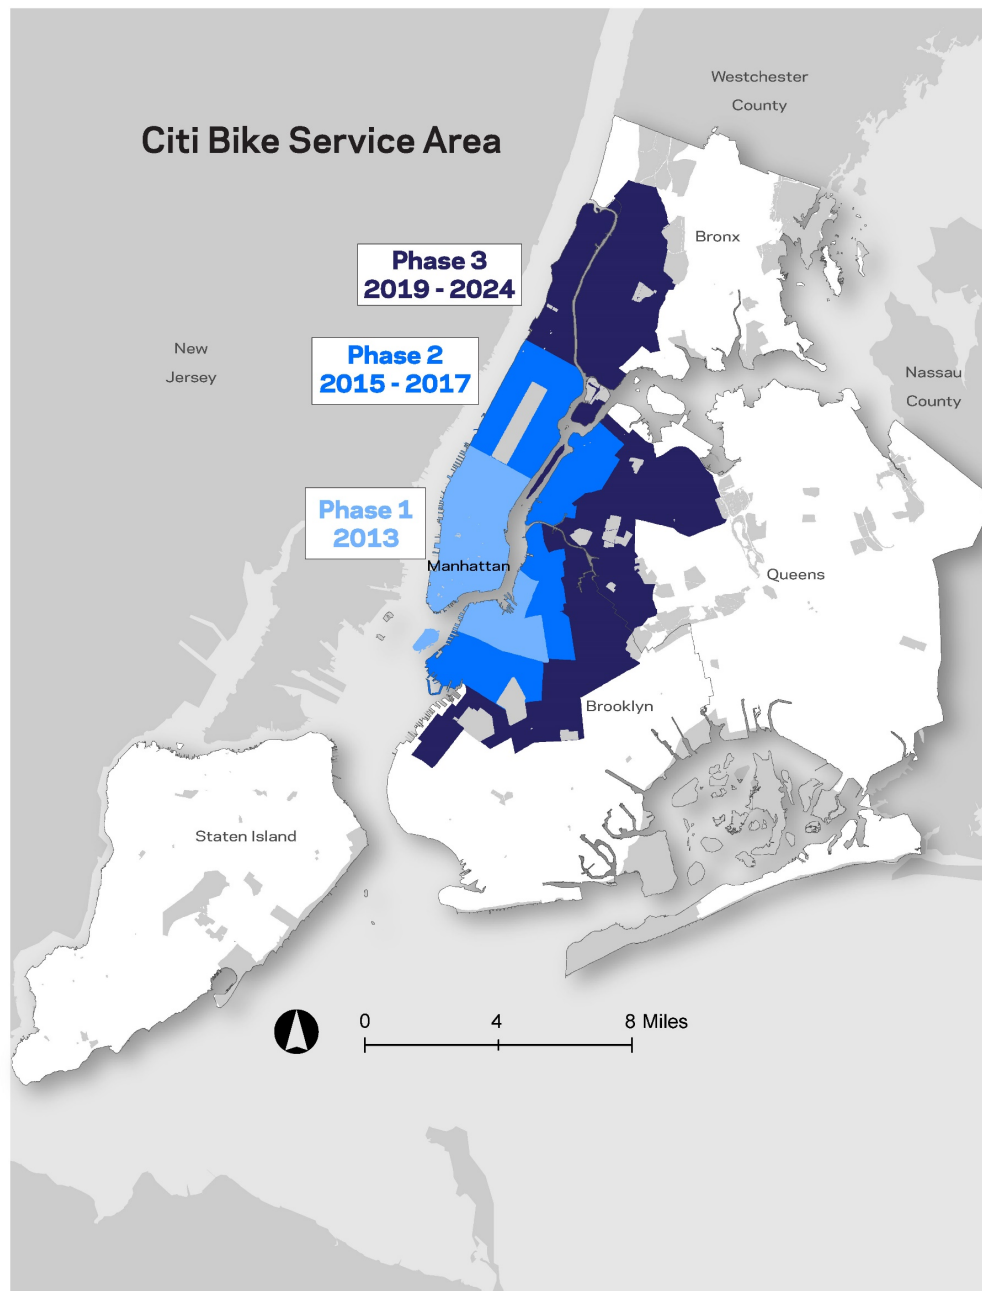 Westchester
County
Citi Bike Service Area
Bronx
Phase 3
2019 - 2024
New
Jersey
Phase 2
2015 - 2017
Nassau
County
Phase 1
2013
Manhattan
Queens
Brooklyn
Staten Island
0 4 8 Miles